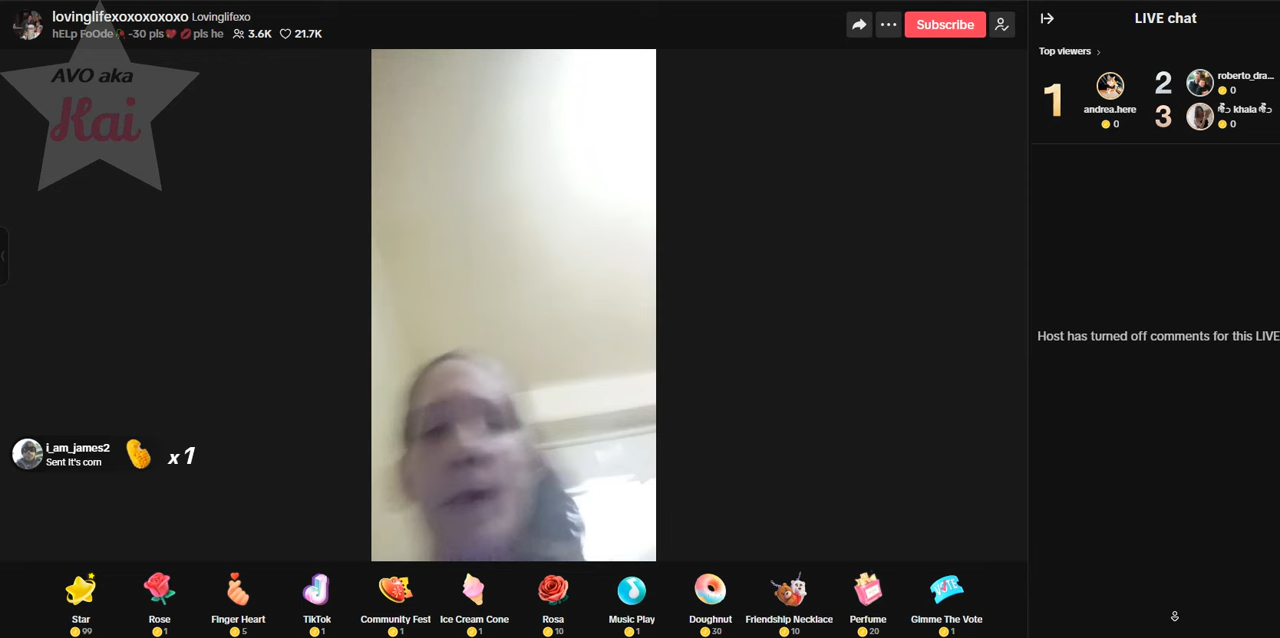 lovinglifexoxoxoxoxo Lovinglifexo
hELp FoOde🥀 -30 pls❤️ 💋 pls he 3.6K 21.7K
Subscribe
AVO aka
Kai
LIVE chat
Top viewers >
1
andrea.here
0
2
roberto_dra...
0
3
khala
0
Host has turned off comments for this LIVE
i_am_james2
Sent It's corn
x1
Star
99
Rose
1
Finger Heart
5
TikTok
1
Community Fest
1
Ice Cream Cone
1
Rosa
10
Music Play
1
Doughnut
30
Friendship Necklace
10
Perfume
20
VOTE
GImme The Vote
1